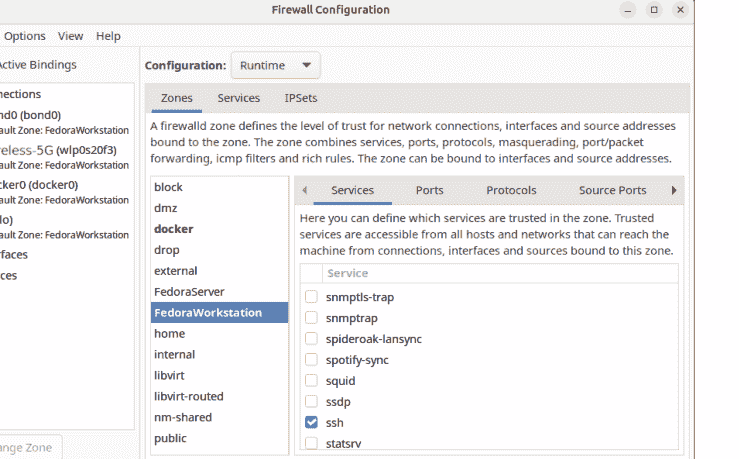 Firewall Configuration
Options View Help
Active Bindings
Configuration: Runtime
nections
nd0 (bond0)
ault Zone: FedoraWorkstation
reless-5G (wlp0s20f3)
ault Zone: FedoraWorkstation
cker0 (docker0)
ault Zone: FedoraWorkstation
lo)
ault Zone: FedoraWorkstation
rfaces
ces
ange Zone
Zones Services IPSets
A firewalld zone defines the level of trust for network connections, interfaces and source addresses
bound to the zone. The zone combines services, ports, protocols, masquerading, port/packet
forwarding, icmp filters and rich rules. The zone can be bound to interfaces and source addresses.
block
dmz
docker
drop
external
FedoraServer
FedoraWorkstation
home
internal
libvirt
libvirt-routed
nm-shared
public
Services Ports Protocols Source Ports
Here you can define which services are trusted in the zone. Trusted
services are accessible from all hosts and networks that can reach the
machine from connections, interfaces and sources bound to this zone.
Service
snmptls-trap
snmptrap
spideroak-lansync
spotify-sync
squid
ssdp
ssh
statsrv